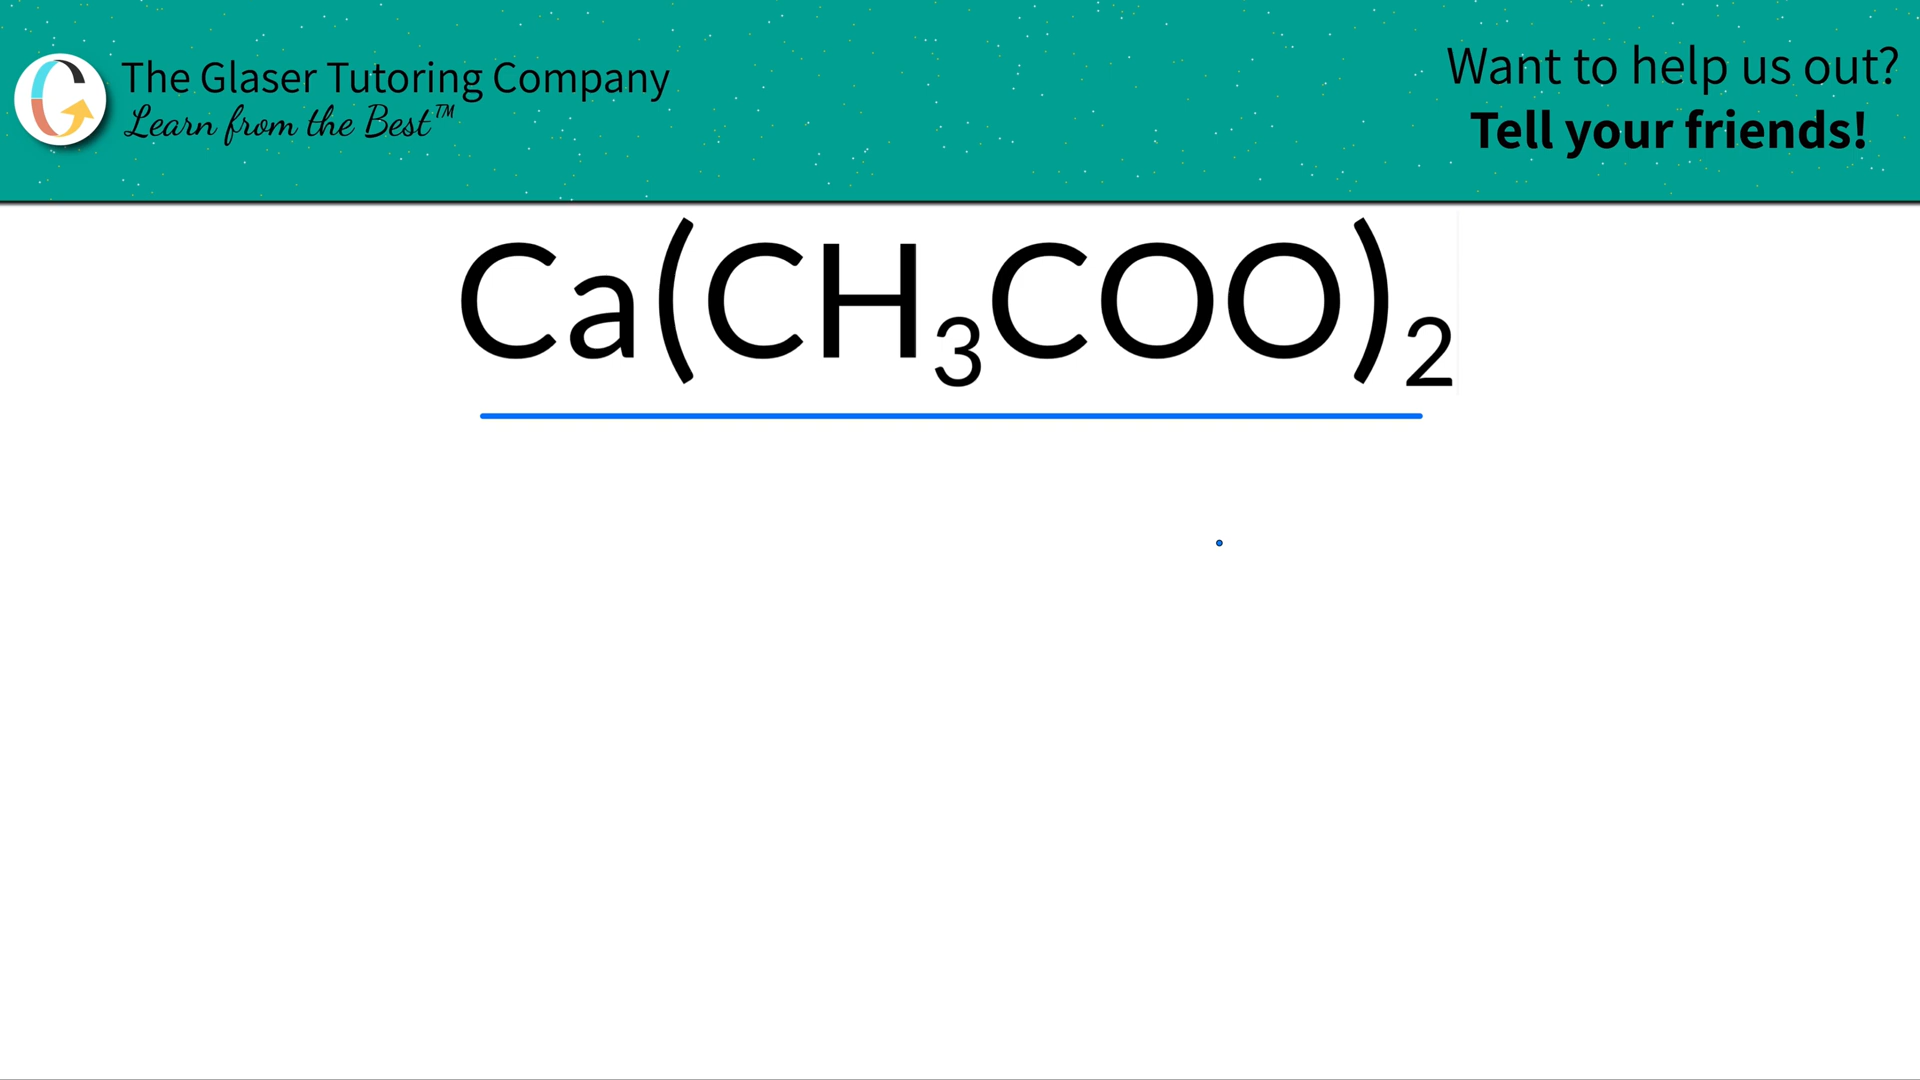 The Glaser Tutoring Company
Learn from the Best™
Want to help us out?
Tell your friends!
Ca(CH₃COO)₂